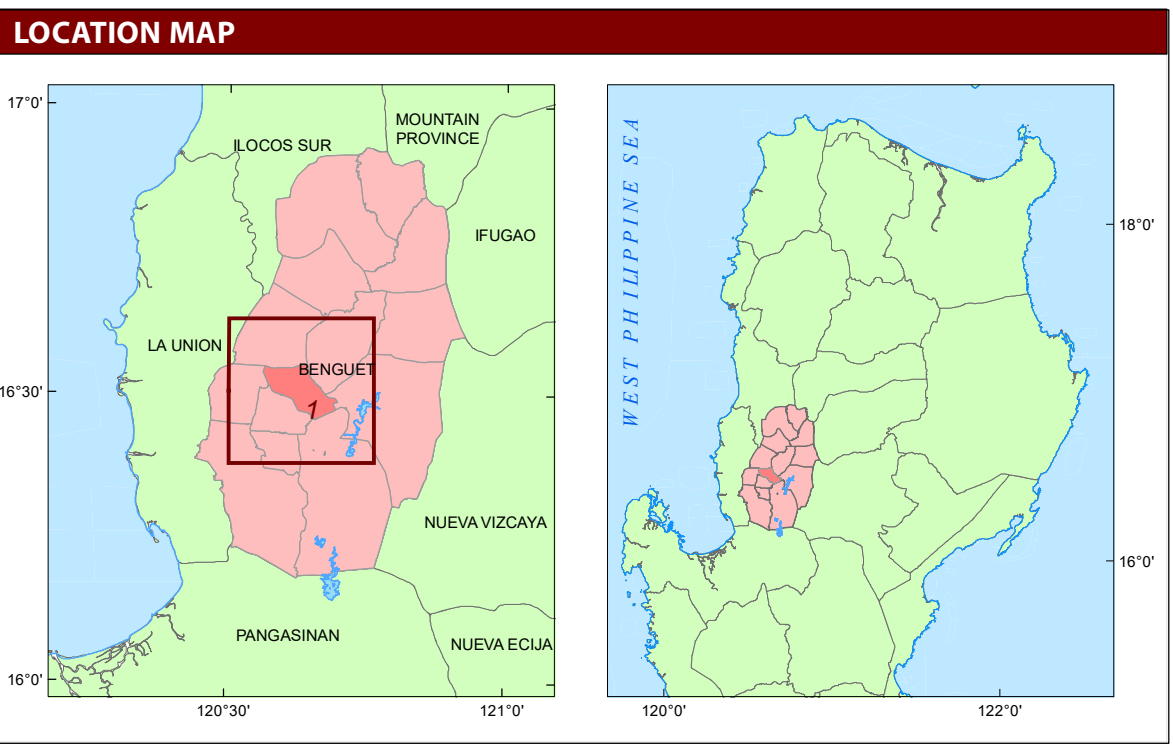 LOCATION MAP
17°0'
16°30'
16°0'
120°30'
121°0'
ILOCOS SUR
MOUNTAIN
PROVINCE
IFUGAO
LA UNION
BENGUET
1
NUEVA VIZCAYA
PANGASINAN
NUEVA ECIJA
WEST PHILIPPINE SEA
18°0'
16°0'
120°0'
122°0'